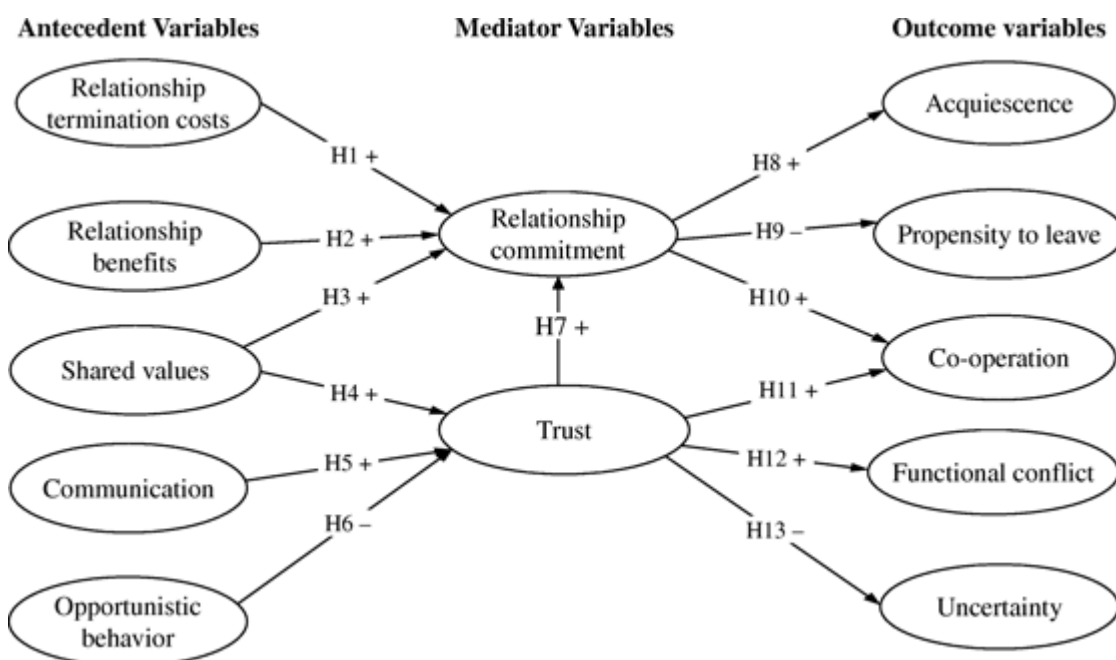 Antecedent Variables
Mediator Variables
Outcome variables
Relationship
termination costs
Acquiescence
H1 +
H8 +
Relationship
benefits
H2 +
Relationship
commitment
H9 –
Propensity to leave
H3 +
H10 +
H7 +
Shared values
Co-operation
H4 +
H11 +
Trust
H5 +
H12 +
Communication
Functional conflict
H6 –
H13 –
Opportunistic
behavior
Uncertainty